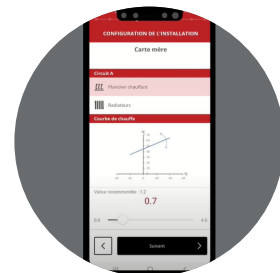 CONFIGURATION DE L'INSTALLATION
Carte mère
Circuit A
Plancher chauffant
Radiateurs
Courbe de chauffe
Valeur recommandée : 1.2
0.7
0.0
4.0
Suivant